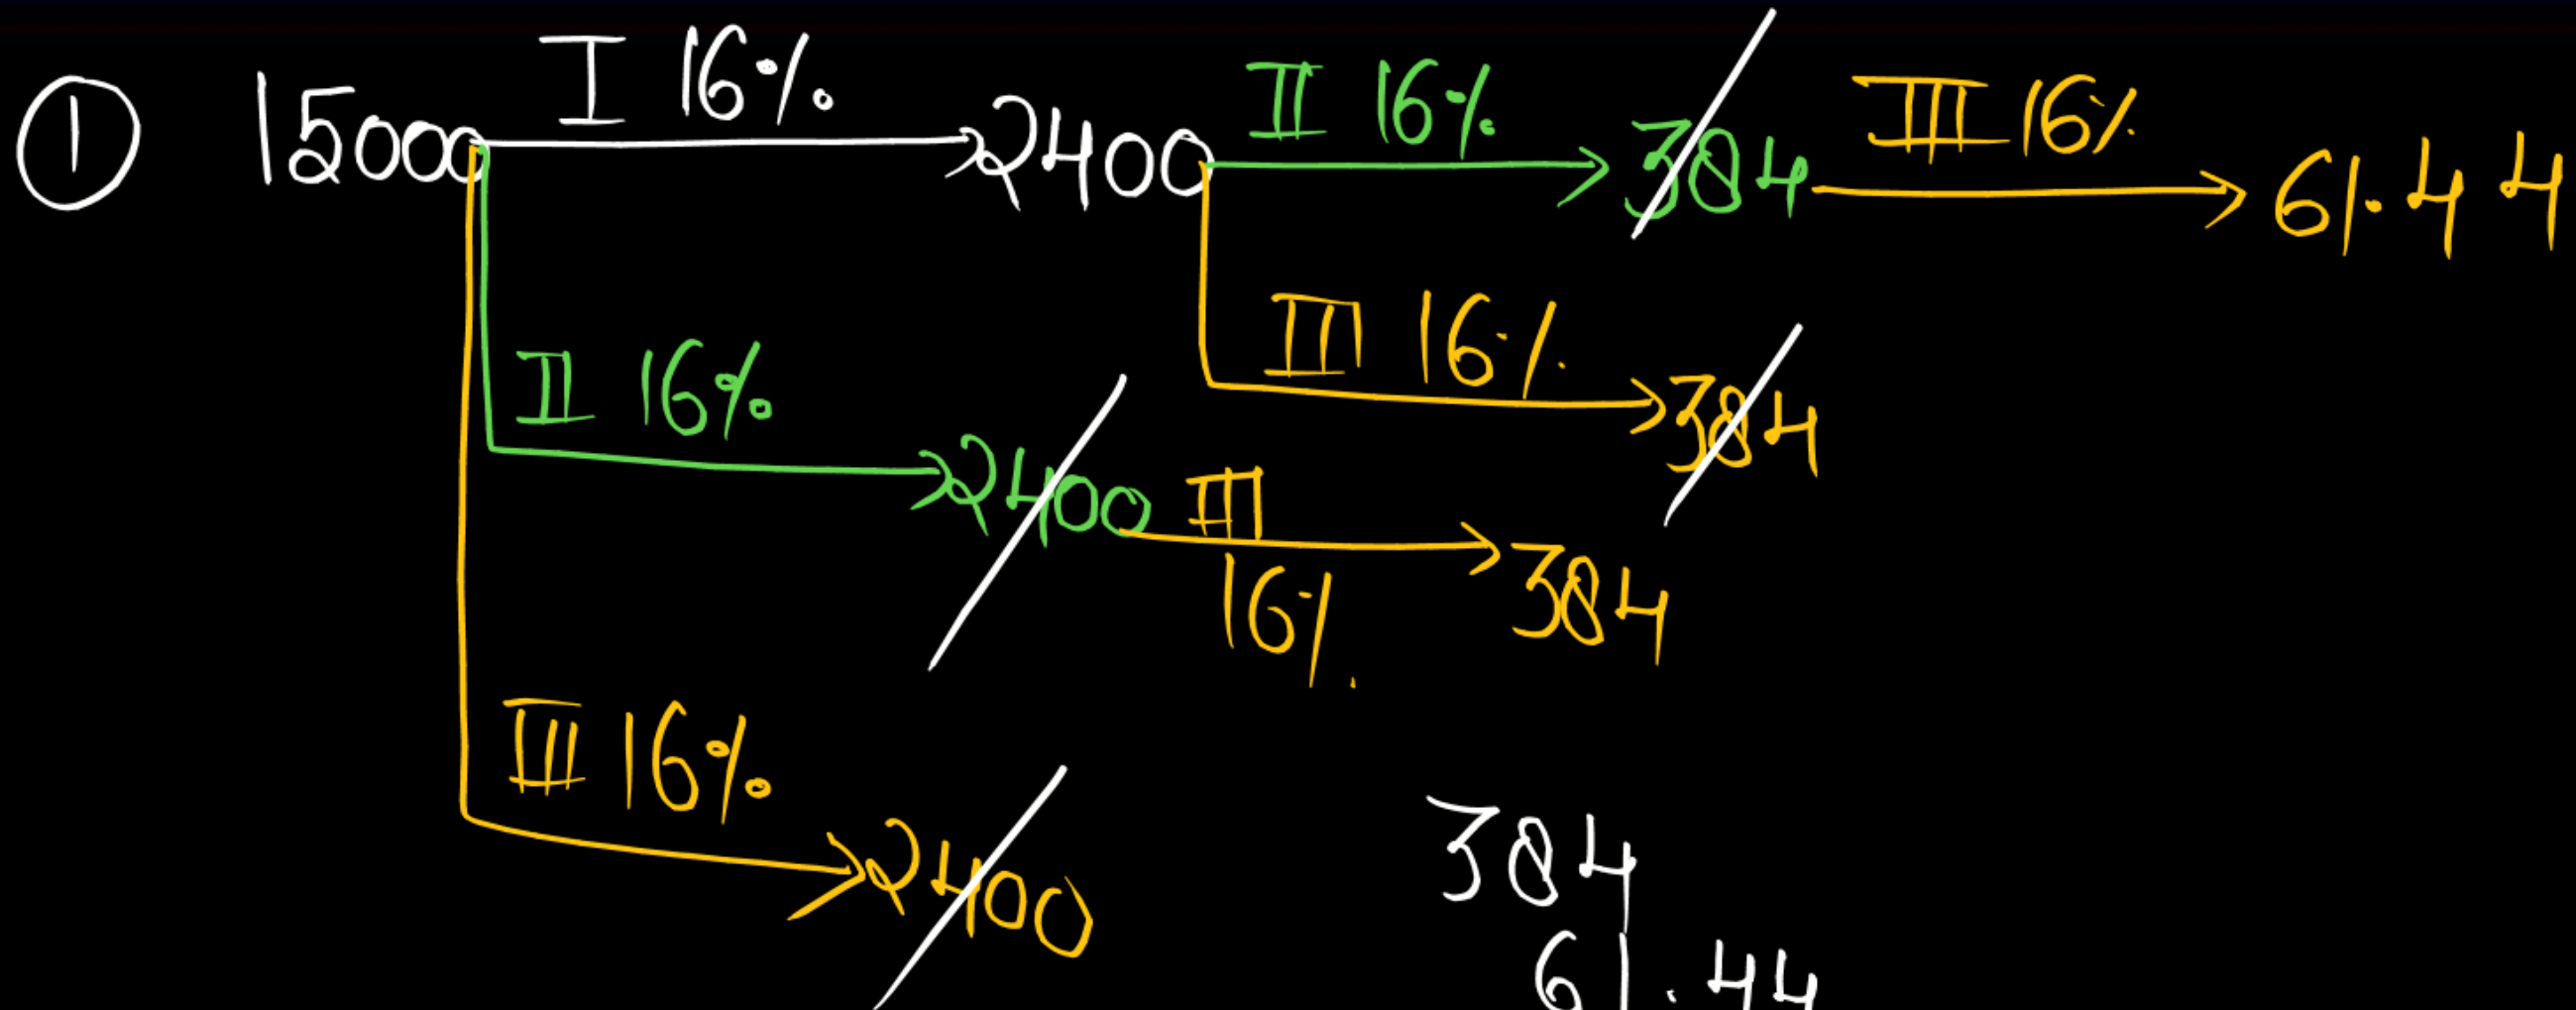 ① 15000 I 16% 2400 II 16% 384 III 16% 61.44
III 16% 384
II 16% 2400 III 16% 384
III 16% 2400
384
61.44